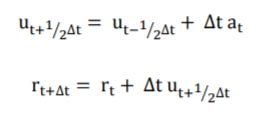 u_{t+1/2Δt} = u_{t−1/2Δt} + Δt a_t
r_{t+Δt} = r_t + Δt u_{t+1/2Δt}